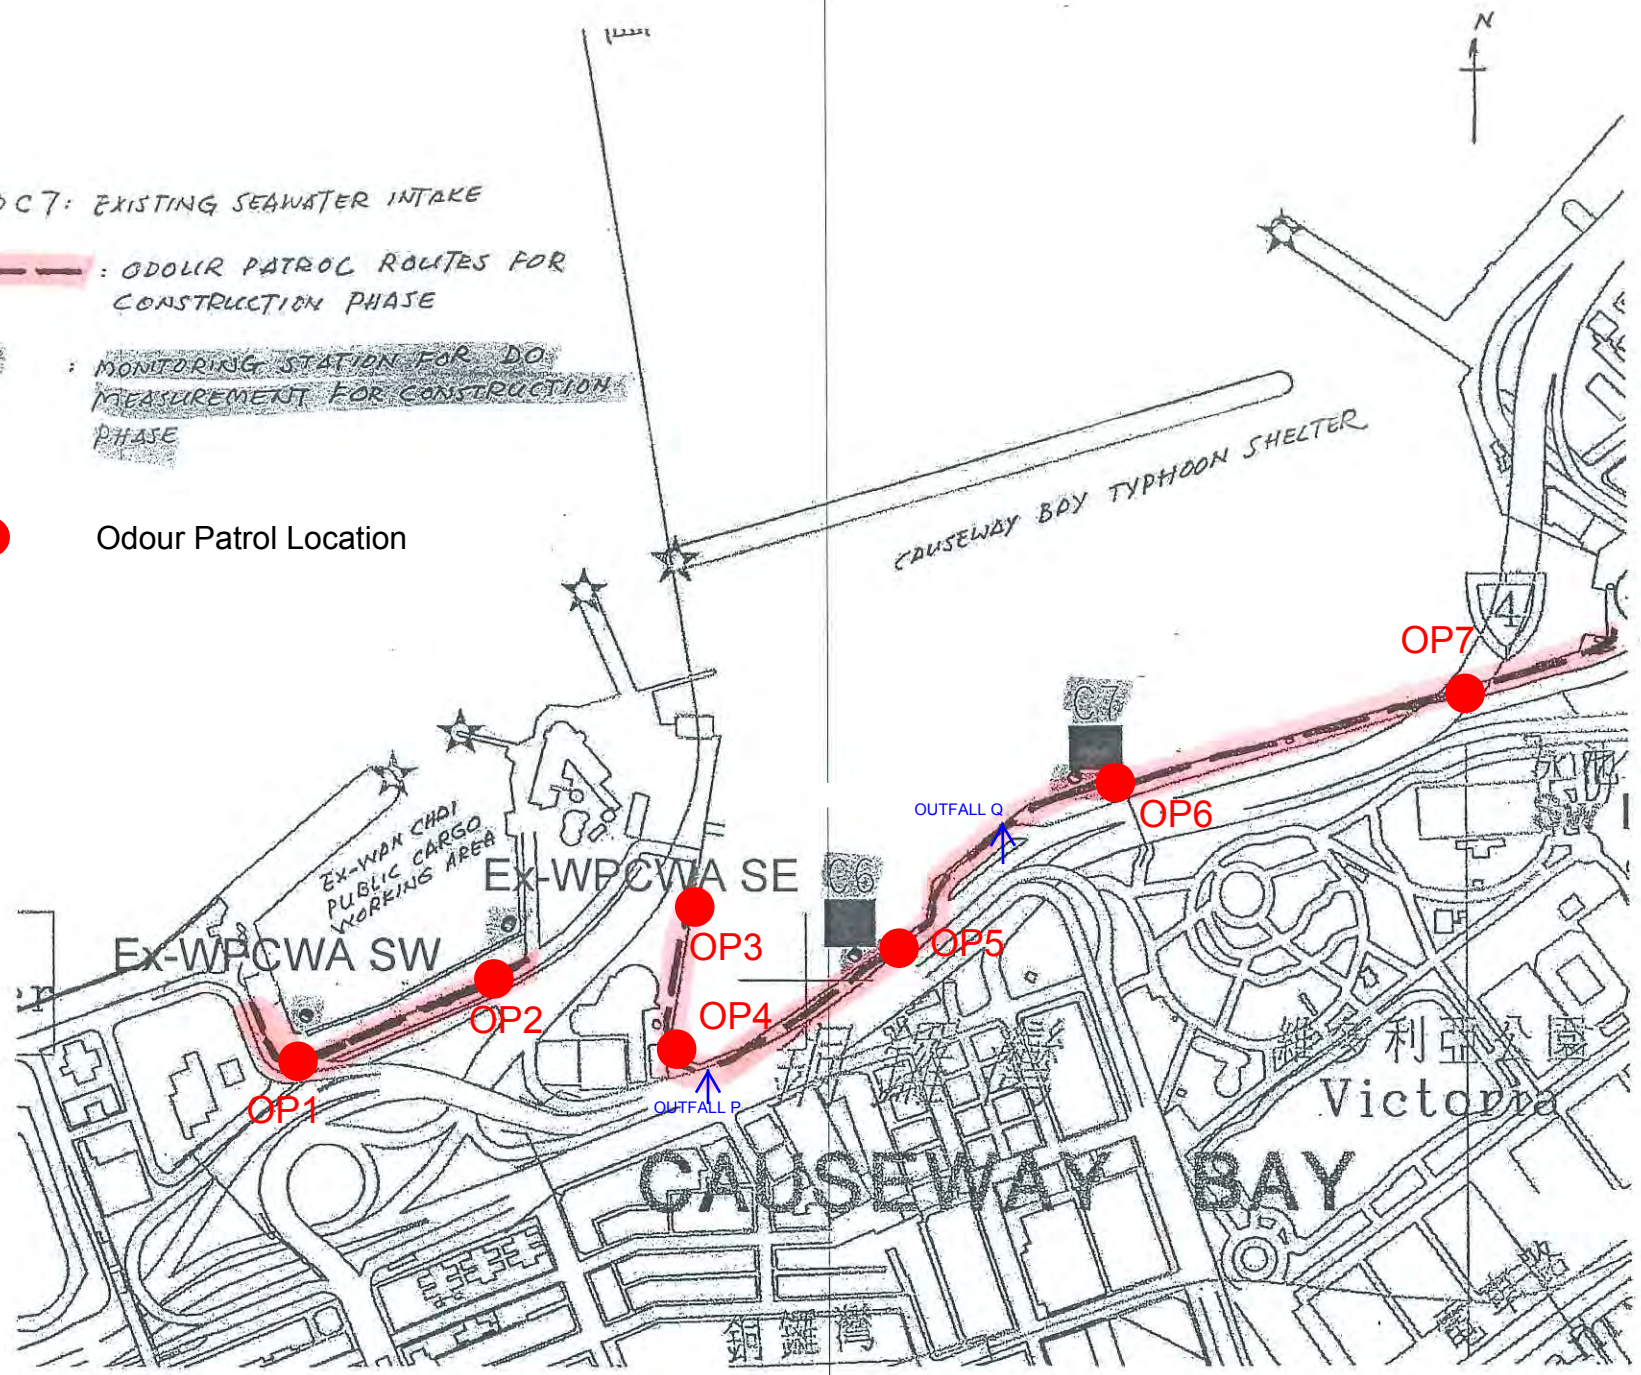 N
C7: EXISTING SEAWATER INTAKE
: ODOUR PATROL ROUTES FOR
CONSTRUCTION PHASE
: MONITORING STATION FOR DO
MEASUREMENT FOR CONSTRUCTION
PHASE
Odour Patrol Location
CAUSEWAY BAY TYPHOON SHELTER
4
OP7
C7
OP6
OUTFALL Q
EX-WAN CHAI
PUBLIC CARGO
WORKING AREA
Ex-WPCWA SE
C6
OP3
OP5
Ex-WPCWA SW
OP2
OP4
OP1
OUTFALL P
維多利亞公園
Victoria
CAUSEWAY BAY
銅鑼灣